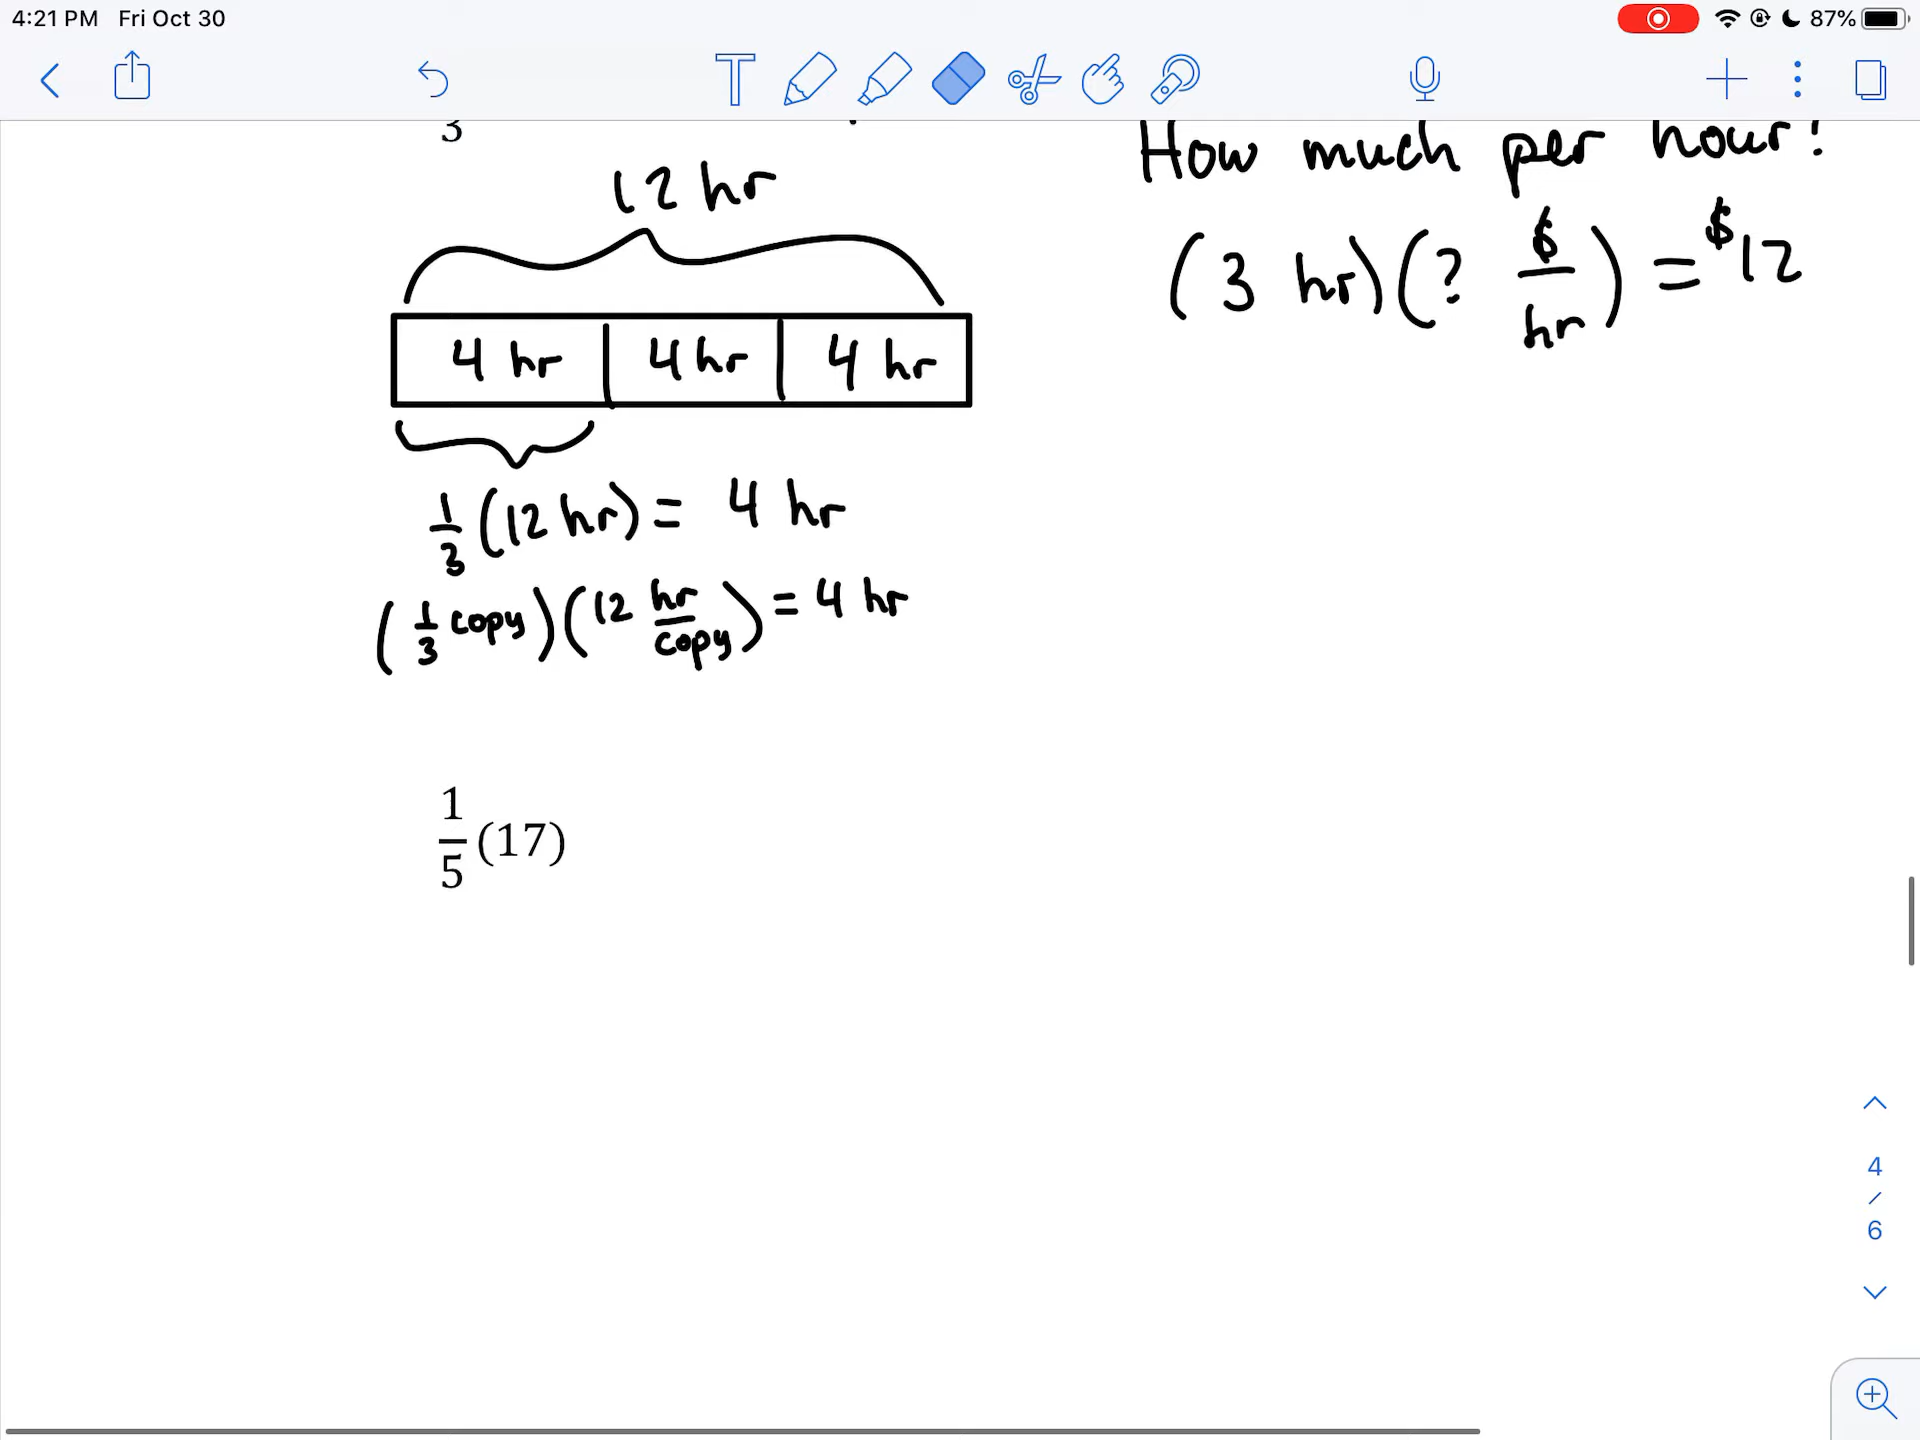 4:21 PM Fri Oct 30
87%
3
12 hr
4 hr 4 hr 4 hr
1/3 (12 hr) = 4 hr
(1/3 copy)(12 hr/copy) = 4 hr
How much per hour?
(3 hr)(? $/hr) = $12
1/5 (17)
4
/
6